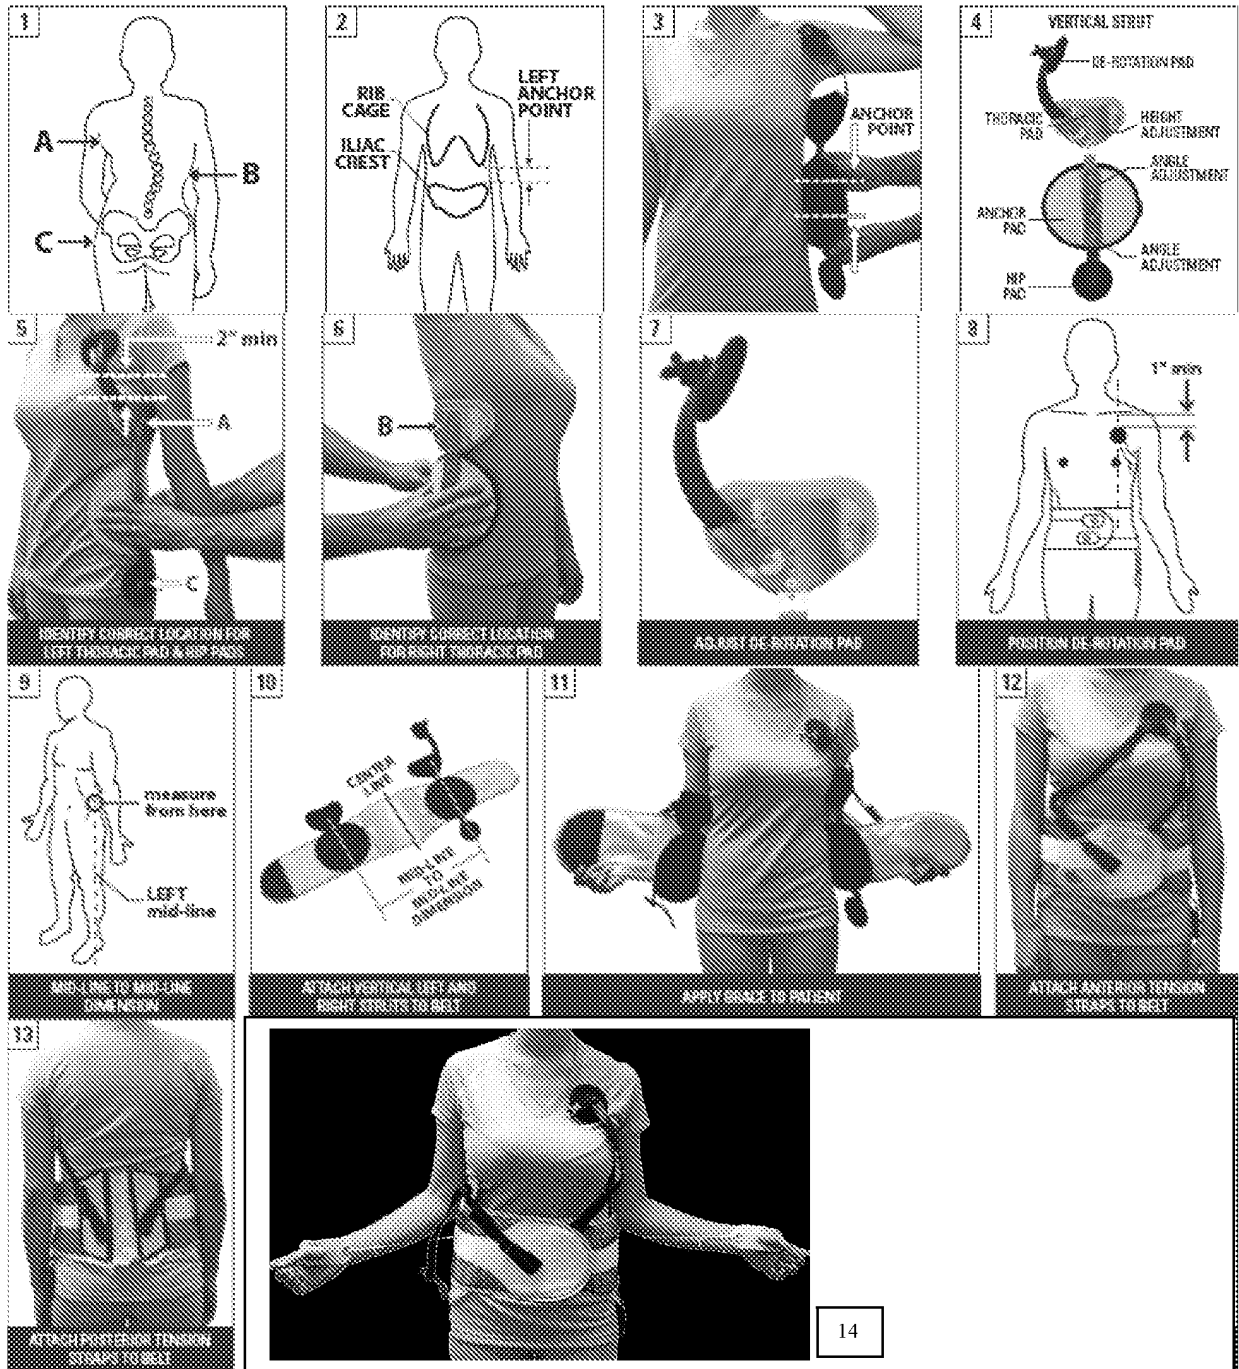 1
A
B
C
2
RIB
CAGE
ILIAC
CREST
LEFT
ANCHOR
POINT
3
ANCHOR
POINT
4
VERTICAL STRUT
DE-ROTATION PAD
THORACIC
PAD
HEIGHT
ADJUSTMENT
ANGLE
ADJUSTMENT
ANCHOR
PAD
ANGLE
ADJUSTMENT
HIP
PAD
5
2" min
A
C
IDENTIFY CORRECT LOCATION FOR
LEFT THORACIC PAD & HIP PADS
6
B
IDENTIFY CORRECT LOCATION
FOR RIGHT THORACIC PAD
7
ADJUST DE-ROTATION PAD
8
1" min
POSITION DE-ROTATION PAD
9
measure
from here
LEFT
mid-line
MID-LINE TO MID-LINE
DIMENSION
10
CENTER
LINE
MID-LINE
TO
MID-LINE
DIMENSION
ATTACH VERTICAL LEFT AND
RIGHT STRUTS TO BELT
11
APPLY BRACE TO PATIENT
12
ATTACH ANTERIOR TENSION
STRAPS TO BELT
13
ATTACH POSTERIOR TENSION
STRAPS TO BELT
14